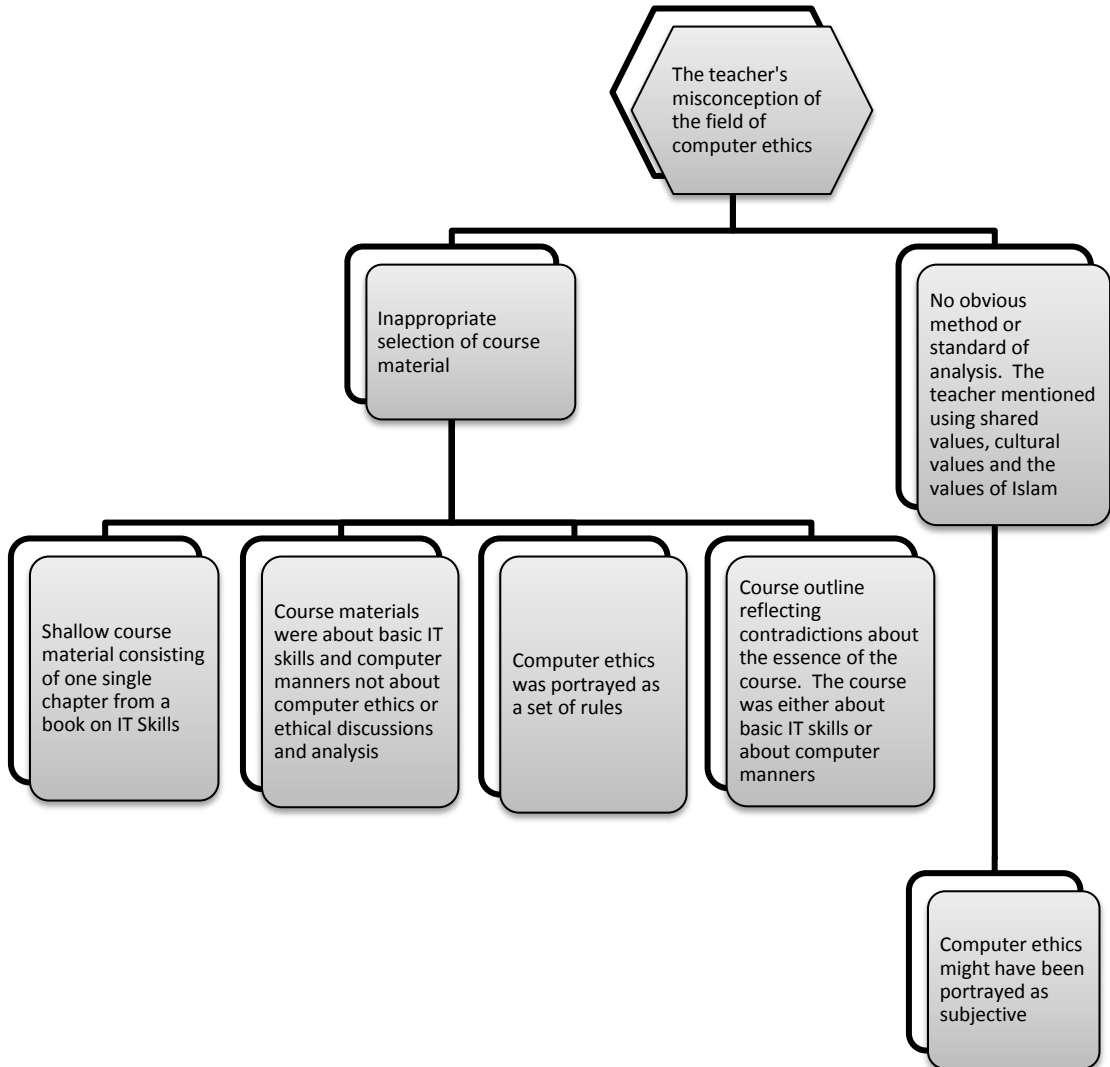 The teacher's
misconception of
the field of
computer ethics
Inappropriate
selection of course
material
No obvious
method or
standard of
analysis.  The
teacher mentioned
using shared
values, cultural
values and the
values of Islam
Shallow course
material consisting
of one single
chapter from a
book on IT Skills
Course materials
were about basic IT
skills and computer
manners not about
computer ethics or
ethical discussions
and analysis
Computer ethics
was portrayed as
a set of rules
Course outline
reflecting
contradictions about
the essence of the
course.  The course
was either about
basic IT skills or
about computer
manners
Computer ethics
might have been
portrayed as
subjective